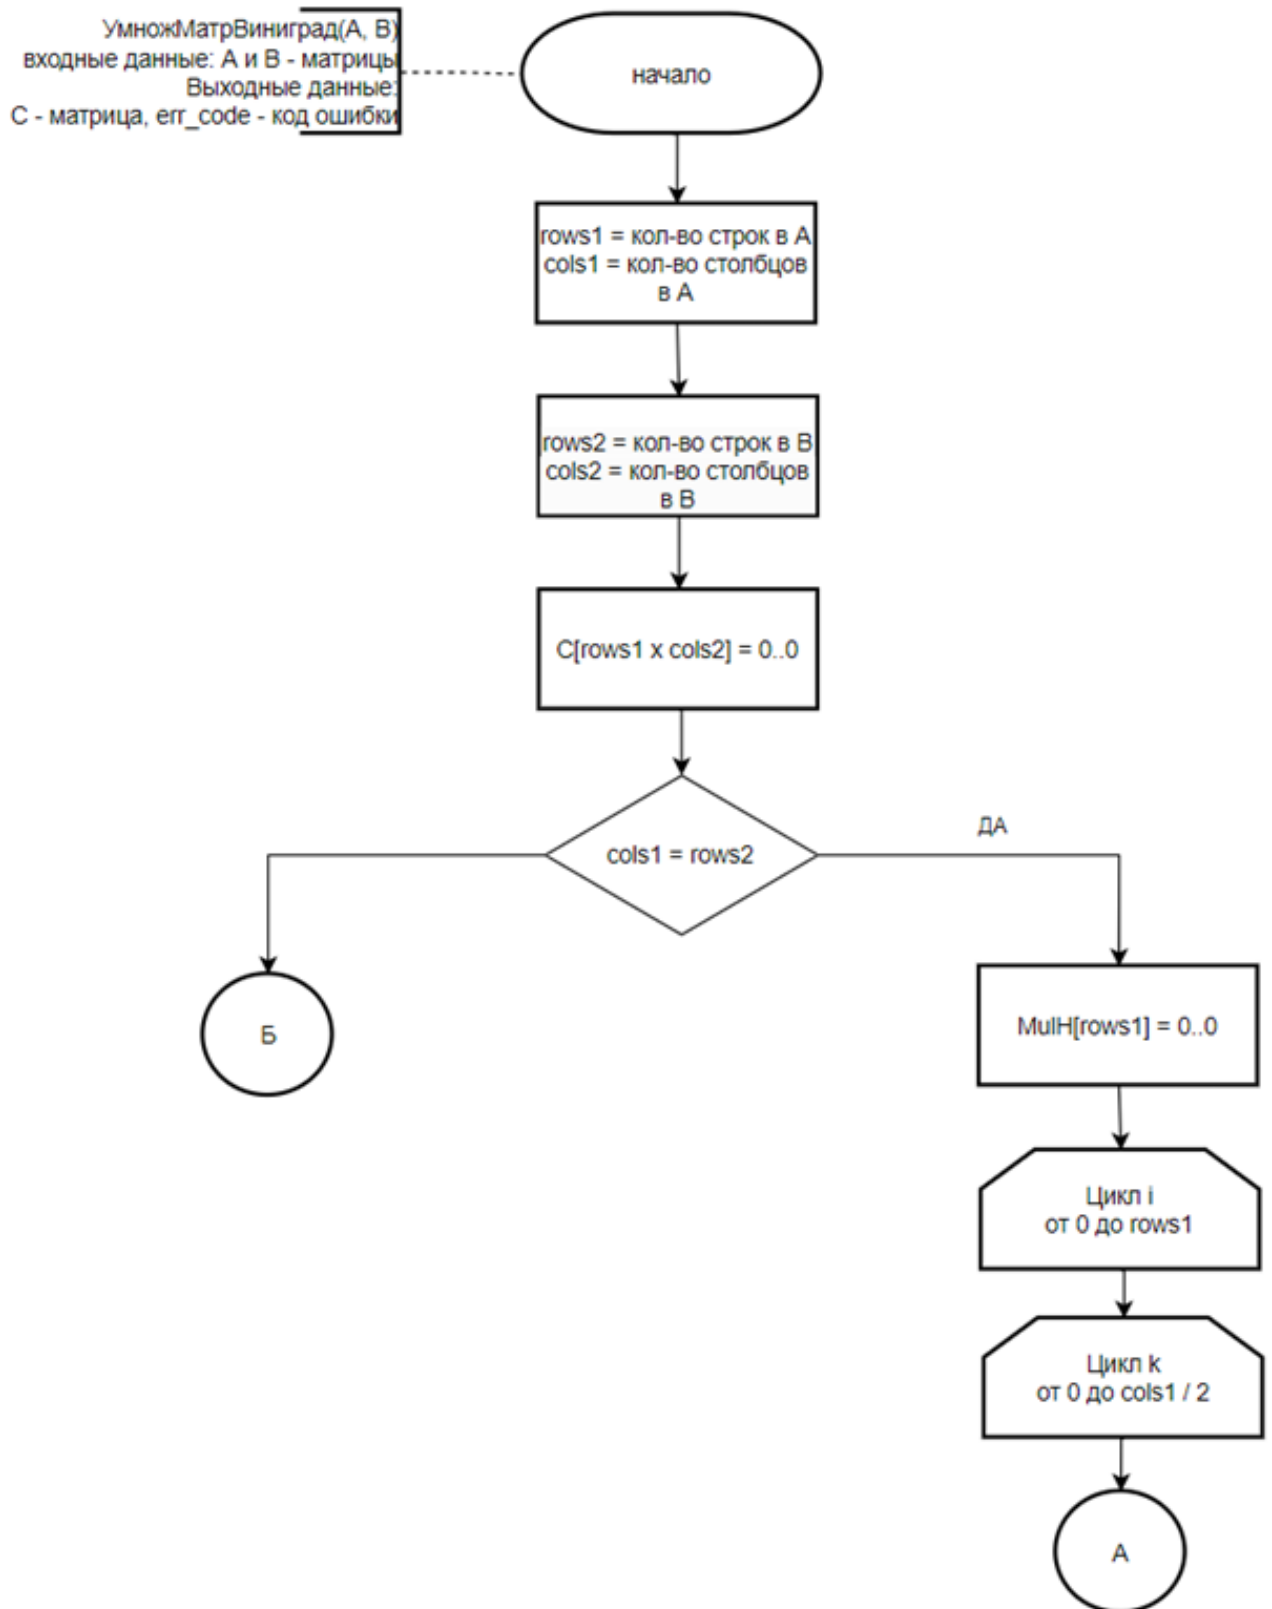 УмножМатрВиниград(А, В)
входные данные: А и В - матрицы
Выходные данные:
С - матрица, err_code - код ошибки
начало
rows1 = кол-во строк в А
cols1 = кол-во столбцов
в А
rows2 = кол-во строк в В
cols2 = кол-во столбцов
в В
C[rows1 x cols2] = 0..0
cols1 = rows2
ДА
Б
MulH[rows1] = 0..0
Цикл i
от 0 до rows1
Цикл k
от 0 до cols1 / 2
А